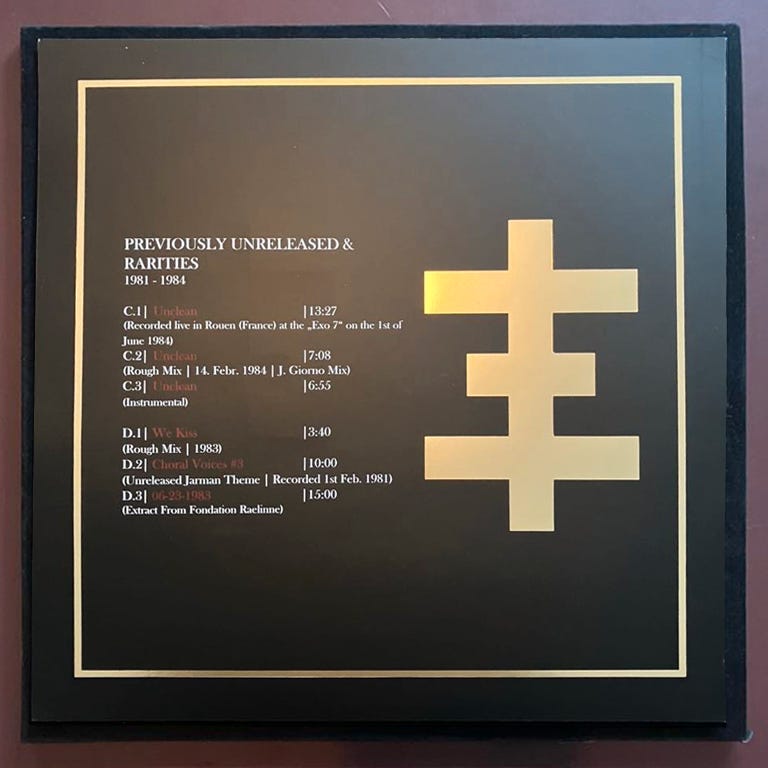 PREVIOUSLY UNRELEASED &
RARITIES
1981 - 1984
C.1| Unclean |13:27
(Recorded live in Rouen (France) at the „Exo 7“ on the 1st of
June 1984)
C.2| Unclean |7:08
(Rough Mix | 14. Febr. 1984 | J. Giorno Mix)
C.3| Unclean |6:55
(Instrumental)
D.1| We Kiss |3:40
(Rough Mix | 1983)
D.2| Choral Voices #3 |10:00
(Unreleased Jarman Theme | Recorded 1st Feb. 1981)
D.3| 06-23-1983 |15:00
(Extract From Fondation Raelinne)